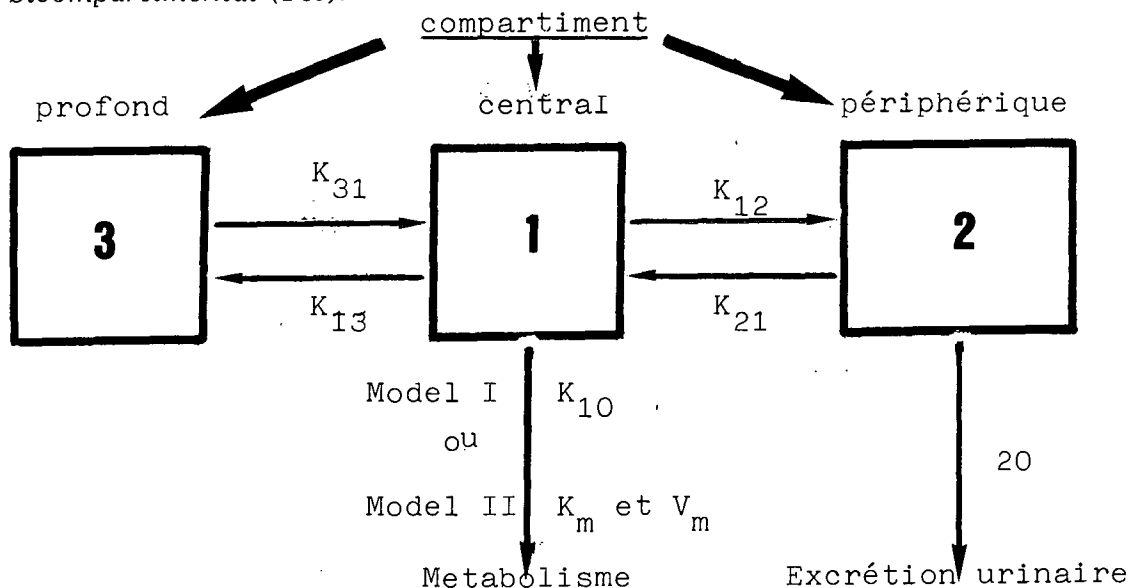 compartiment
profond
central
périphérique
K31
K12
3
1
2
K13
K21
Model I K10
ou
20
Model II Km et Vm
Metabolisme
Excrétion urinaire